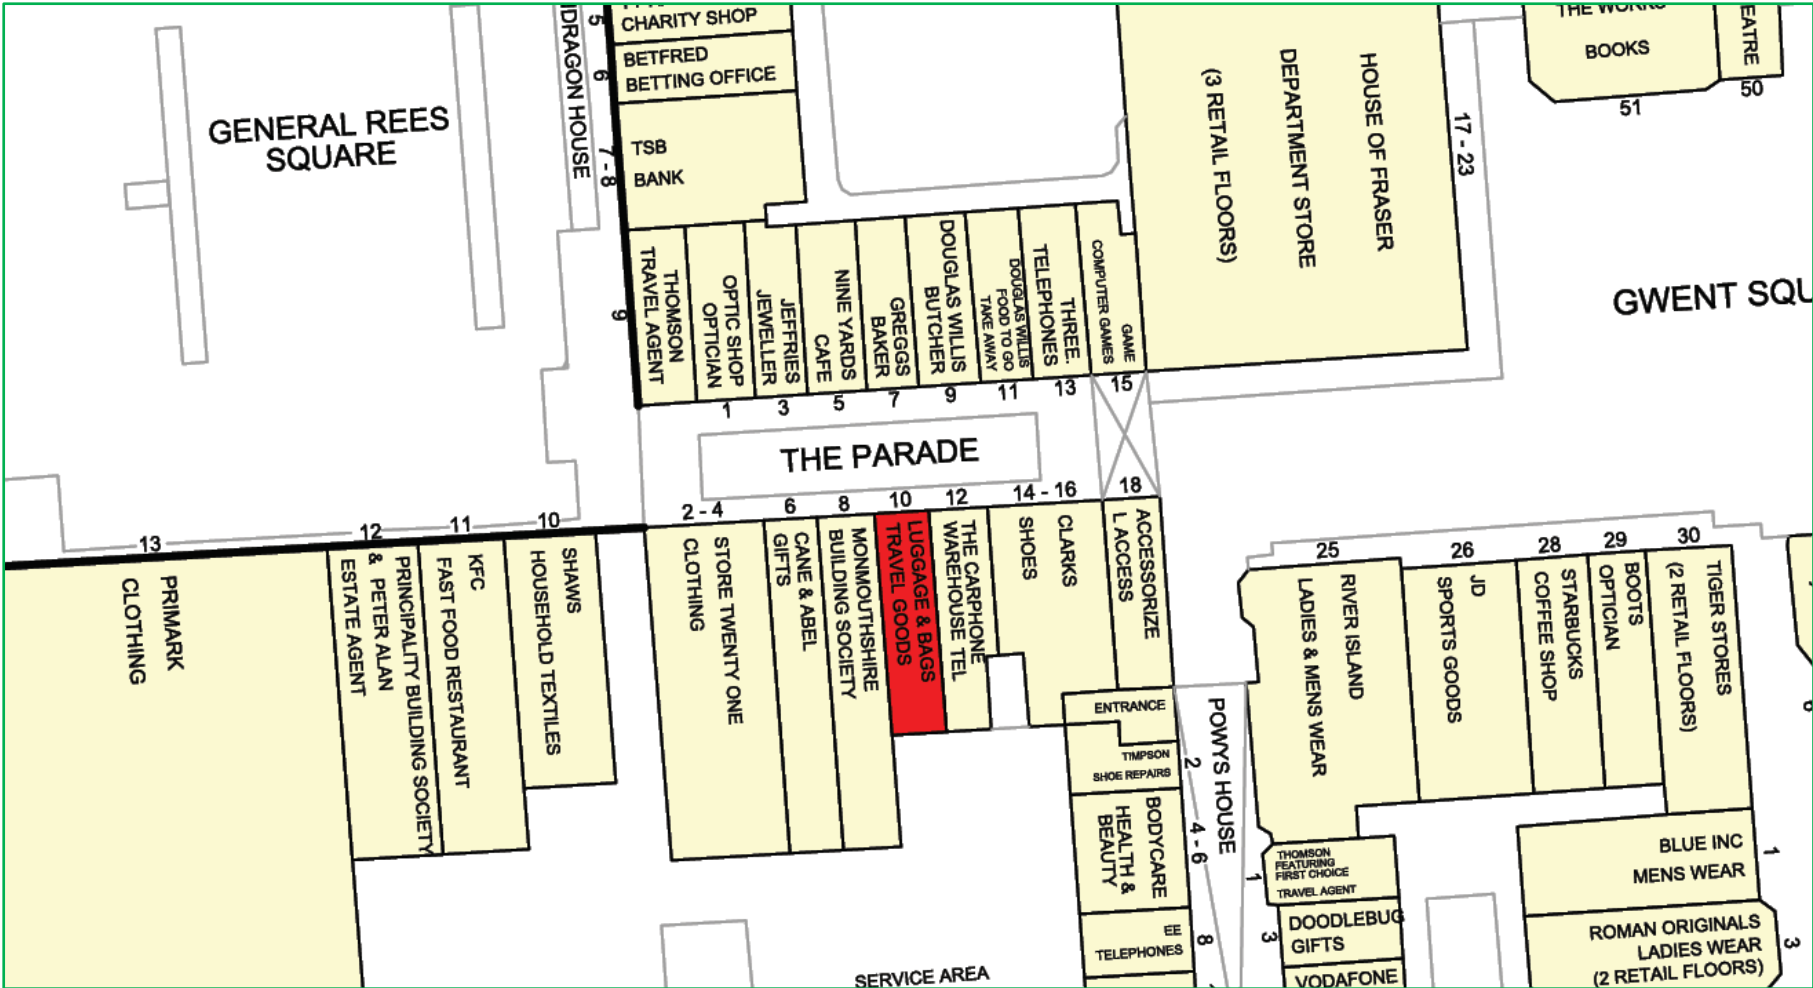 CHARITY SHOP
5
BETFRED
BETTING OFFICE
6
TSB
BANK
7 - 8
DRAGON HOUSE
GENERAL REES
SQUARE
THOMSON
TRAVEL AGENT
9
OPTIC SHOP
OPTICIAN
1
JEFFRIES
JEWELLER
3
NINE YARDS
CAFE
5
GREGGS
BAKER
7
DOUGLAS WILLIS
BUTCHER
9
DOUGLAS WILLIS
FOOD TO GO
TAKE AWAY
11
THREE.
TELEPHONES
13
GAME
COMPUTER GAMES
15
HOUSE OF FRASER
DEPARTMENT STORE
(3 RETAIL FLOORS)
17 - 23
THE WORKS
BOOKS
51
EATRE
50
GWENT SQU
THE PARADE
13
PRIMARK
CLOTHING
12
PRINCIPALITY BUILDING SOCIETY
& PETER ALAN
ESTATE AGENT
11
KFC
FAST FOOD RESTAURANT
10
SHAWS
HOUSEHOLD TEXTILES
2 - 4
STORE TWENTY ONE
CLOTHING
6
CANE & ABEL
GIFTS
8
MONMOUTHSHIRE
BUILDING SOCIETY
10
LUGGAGE & BAGS
TRAVEL GOODS
12
THE CARPHONE
WAREHOUSE TEL
14 - 16
CLARKS
SHOES
18
ACCESSORIZE
L ACCESS
ENTRANCE
TIMPSON
SHOE REPAIRS
2
BODYCARE
HEALTH &
BEAUTY
4 - 6
EE
TELEPHONES
8
POWYS HOUSE
SERVICE AREA
25
RIVER ISLAND
LADIES & MENS WEAR
26
JD
SPORTS GOODS
28
STARBUCKS
COFFEE SHOP
29
BOOTS
OPTICIAN
30
TIGER STORES
(2 RETAIL FLOORS)
THOMSON
FEATURING
FIRST CHOICE
TRAVEL AGENT
1
DOODLEBUG
GIFTS
3
VODAFONE
BLUE INC
MENS WEAR
1
ROMAN ORIGINALS
LADIES WEAR
(2 RETAIL FLOORS)
3